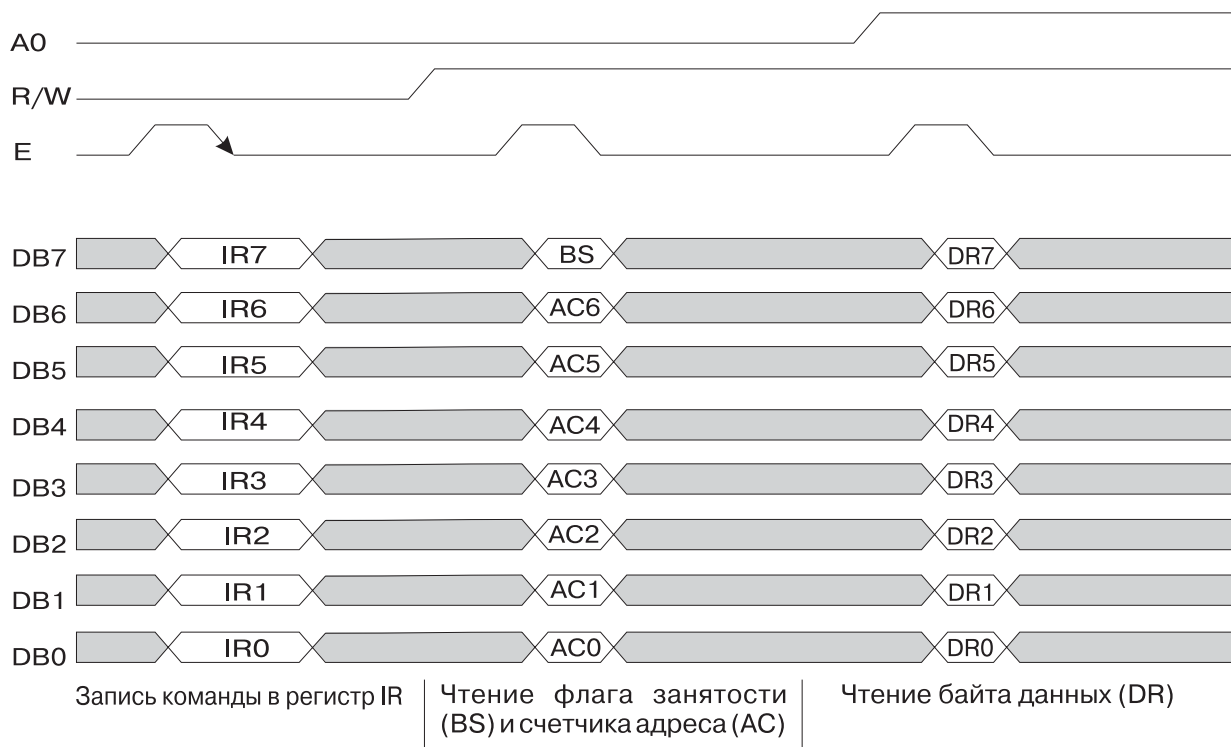 A0
R/W
E
DB7 IR7 BS DR7
DB6 IR6 AC6 DR6
DB5 IR5 AC5 DR5
DB4 IR4 AC4 DR4
DB3 IR3 AC3 DR3
DB2 IR2 AC2 DR2
DB1 IR1 AC1 DR1
DB0 IR0 AC0 DR0
Запись команды в регистр IR
Чтение флага занятости
(BS) и счетчика адреса (AC)
Чтение байта данных (DR)